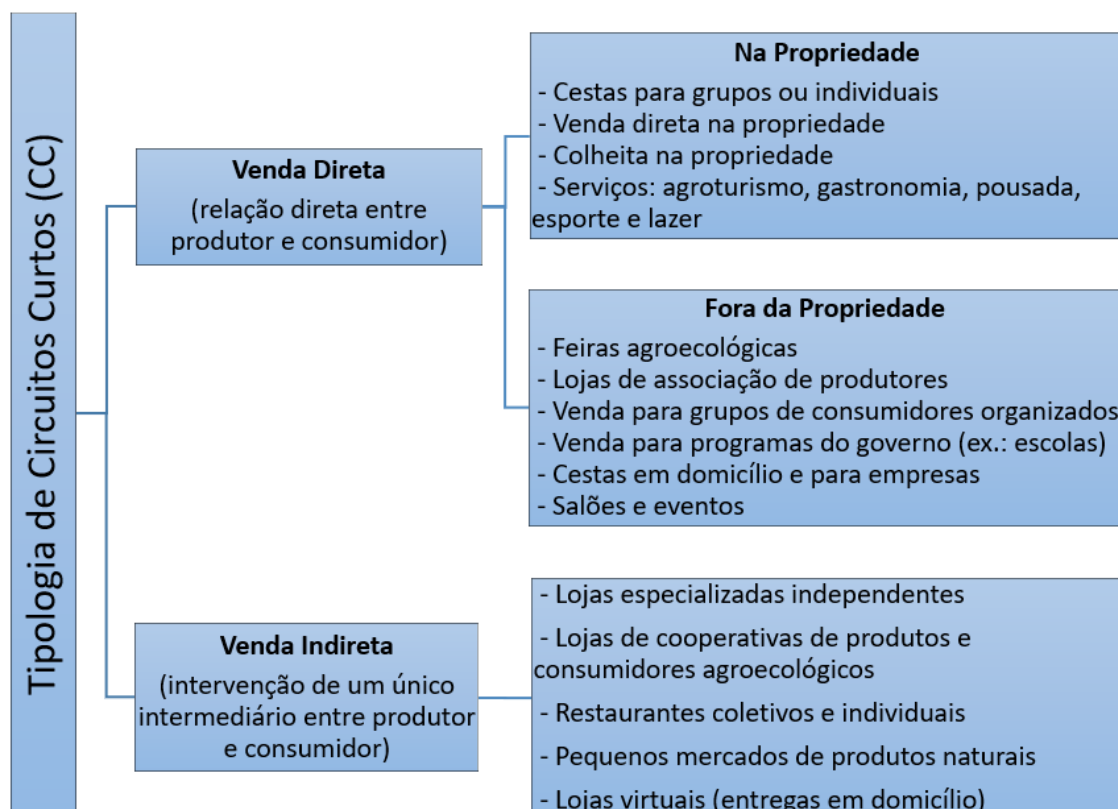 Tipologia de Circuitos Curtos (CC)
Venda Direta
(relação direta entre
produtor e consumidor)
Na Propriedade
- Cestas para grupos ou individuais
- Venda direta na propriedade
- Colheita na propriedade
- Serviços: agroturismo, gastronomia, pousada,
esporte e lazer
Fora da Propriedade
- Feiras agroecológicas
- Lojas de associação de produtores
- Venda para grupos de consumidores organizados
- Venda para programas do governo (ex.: escolas)
- Cestas em domicílio e para empresas
- Salões e eventos
Venda Indireta
(intervenção de um único
intermediário entre produtor
e consumidor)
- Lojas especializadas independentes
- Lojas de cooperativas de produtos e
consumidores agroecológicos
- Restaurantes coletivos e individuais
- Pequenos mercados de produtos naturais
- Lojas virtuais (entregas em domicílio)